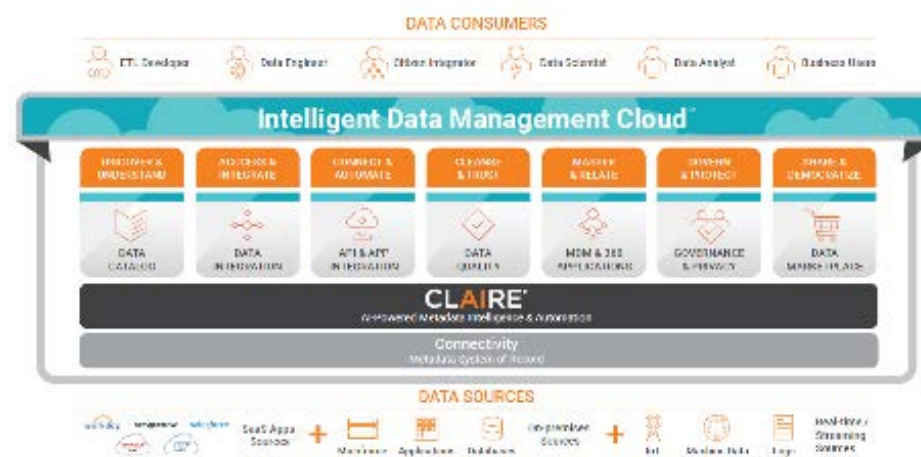 DATA CONSUMERS
ETL Developer
Data Engineer
Citizen Integrator
Data Scientist
Data Analyst
Business Users
Intelligent Data Management Cloud™
DISCOVER &
UNDERSTAND
ACCESS &
INTEGRATE
CONNECT &
AUTOMATE
CLEANSE
& TRUST
MASTER
& RELATE
GOVERN
& PROTECT
SHARE &
DEMOCRATIZE
DATA
CATALOG
DATA
INTEGRATION
API & APP
INTEGRATION
DATA
QUALITY
MDM & 360
APPLICATIONS
GOVERNANCE
& PRIVACY
DATA
MARKETPLACE
CLAIRE
AI-Powered Metadata Intelligence & Automation
Connectivity
Metadata System of Record
DATA SOURCES
workday
servicenow
salesforce
SaaS Apps
Sources
+
Mainframe
Applications
Databases
On-premises
Sources
+
IoT
Machine Data
Logs
Real-time /
Streaming
Sources